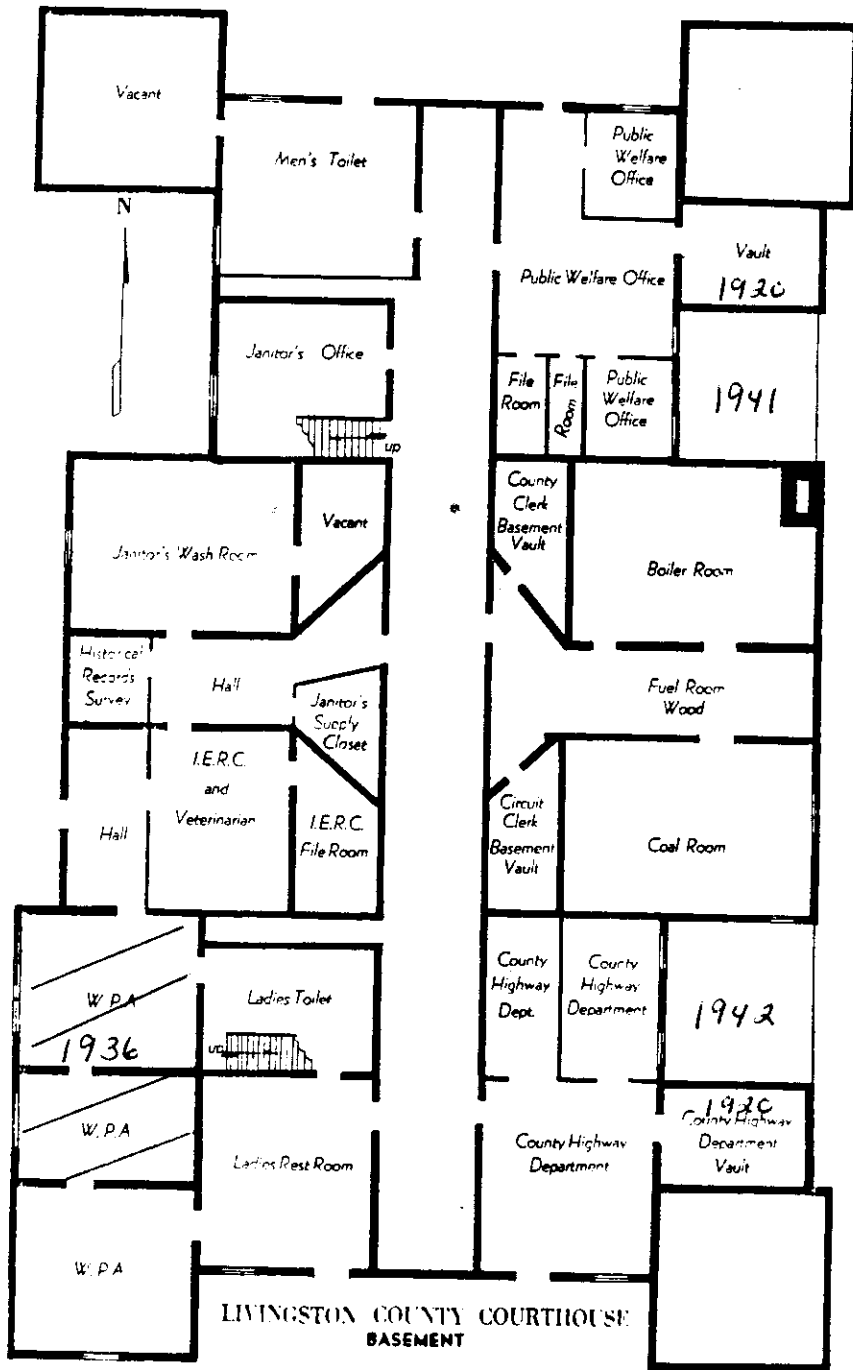 Vacant
Men's Toilet
Public
Welfare
Office
N
Vault
1920
Public Welfare Office
Janitor's Office
up
File
Room
File
Room
Public
Welfare
Office
1941
County
Clerk
Basement
Vault
Vacant
Janitor's Wash Room
Boiler Room
Historical
Records
Survey
Hall
Janitor's
Supply
Closet
Fuel Room
Wood
I.E.R.C.
and
Veterinarian
Hall
I.E.R.C.
File Room
Circuit
Clerk
Basement
Vault
Coal Room
W.P.A
1936
Ladies Toilet
up
County
Highway
Dept.
County
Highway
Department
1942
W.P.A
Ladies Rest Room
County Highway
Department
1920
County Highway
Department
Vault
W.P.A
LIVINGSTON COUNTY COURTHOUSE
BASEMENT